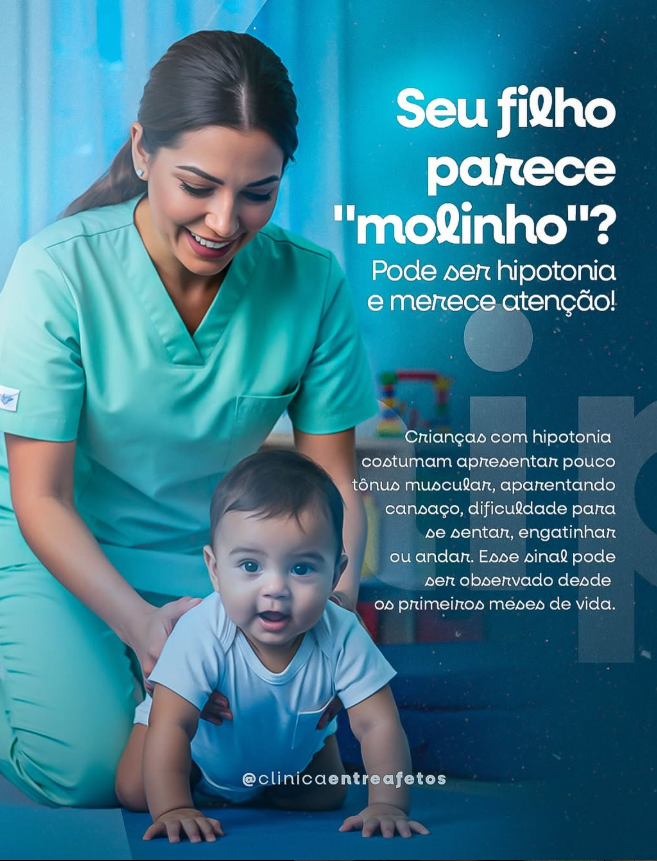 Seu filho
parece
"molinho"?
Pode ser hipotonia
e merece atenção!
Crianças com hipotonia
costumam apresentar pouco
tônus muscular, aparentando
cansaço, dificuldade para
se sentar, engatinhar
ou andar. Esse sinal pode
ser observado desde
os primeiros meses de vida.
@clinicaentreafetos